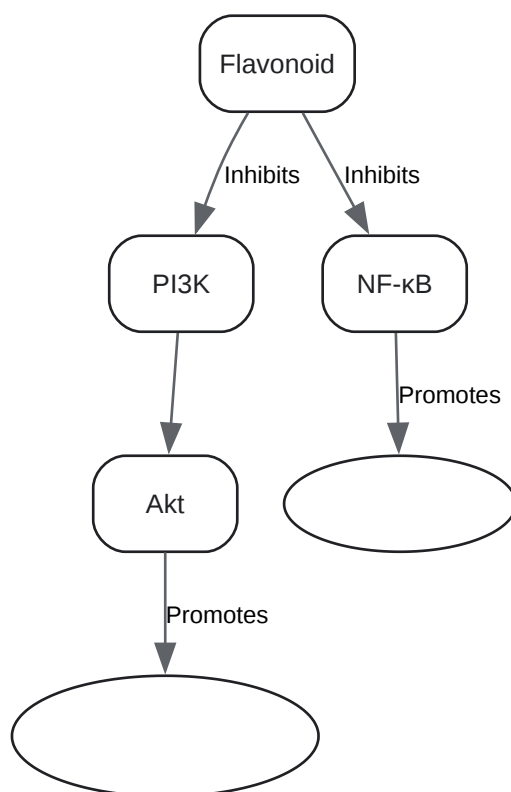 Flavonoid
Inhibits
Inhibits
PI3K
NF-κB
Promotes
Akt
Promotes